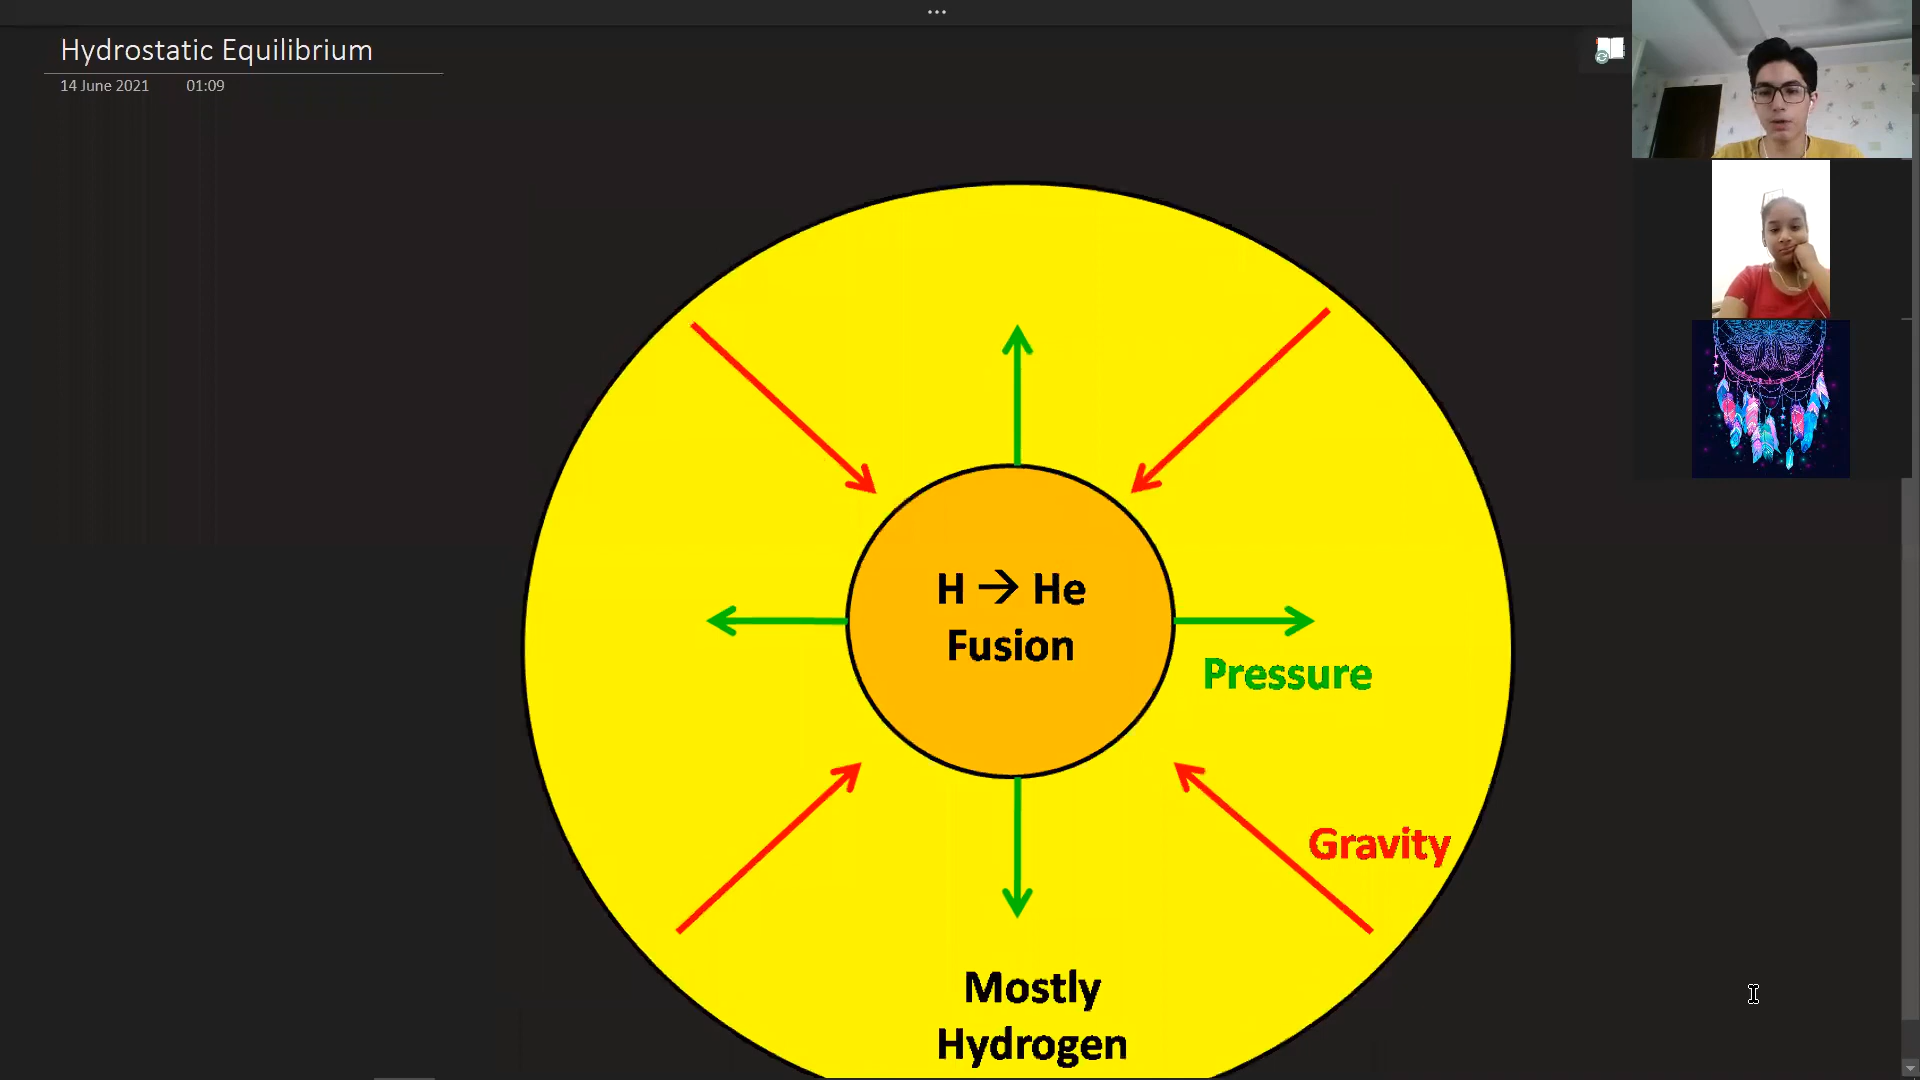 Hydrostatic Equilibrium
14 June 2021 01:09
H → He
Fusion
Pressure
Gravity
Mostly
Hydrogen